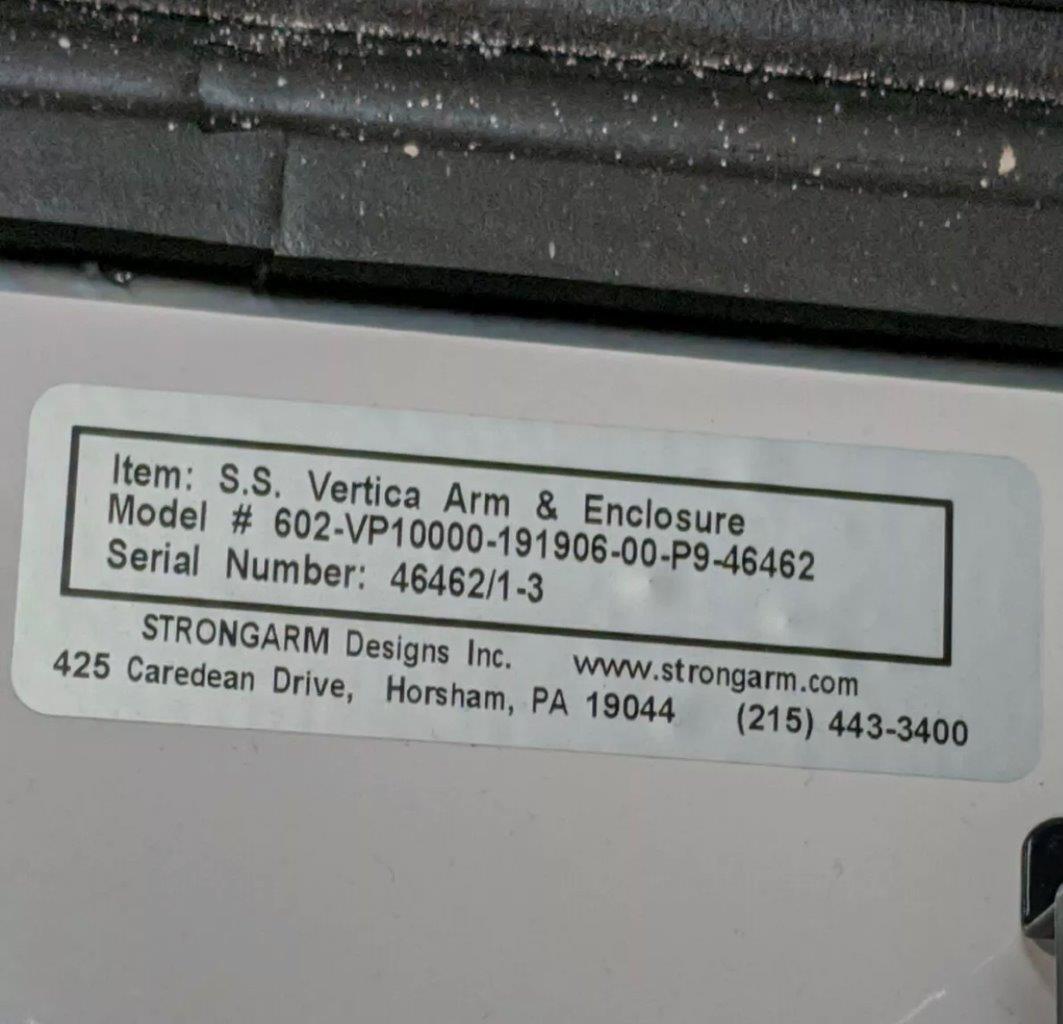 Item: S.S. Vertica Arm & Enclosure
Model # 602-VP10000-191906-00-P9-46462
Serial Number: 46462/1-3
STRONGARM Designs Inc. www.strongarm.com
425 Caredean Drive, Horsham, PA 19044 (215) 443-3400